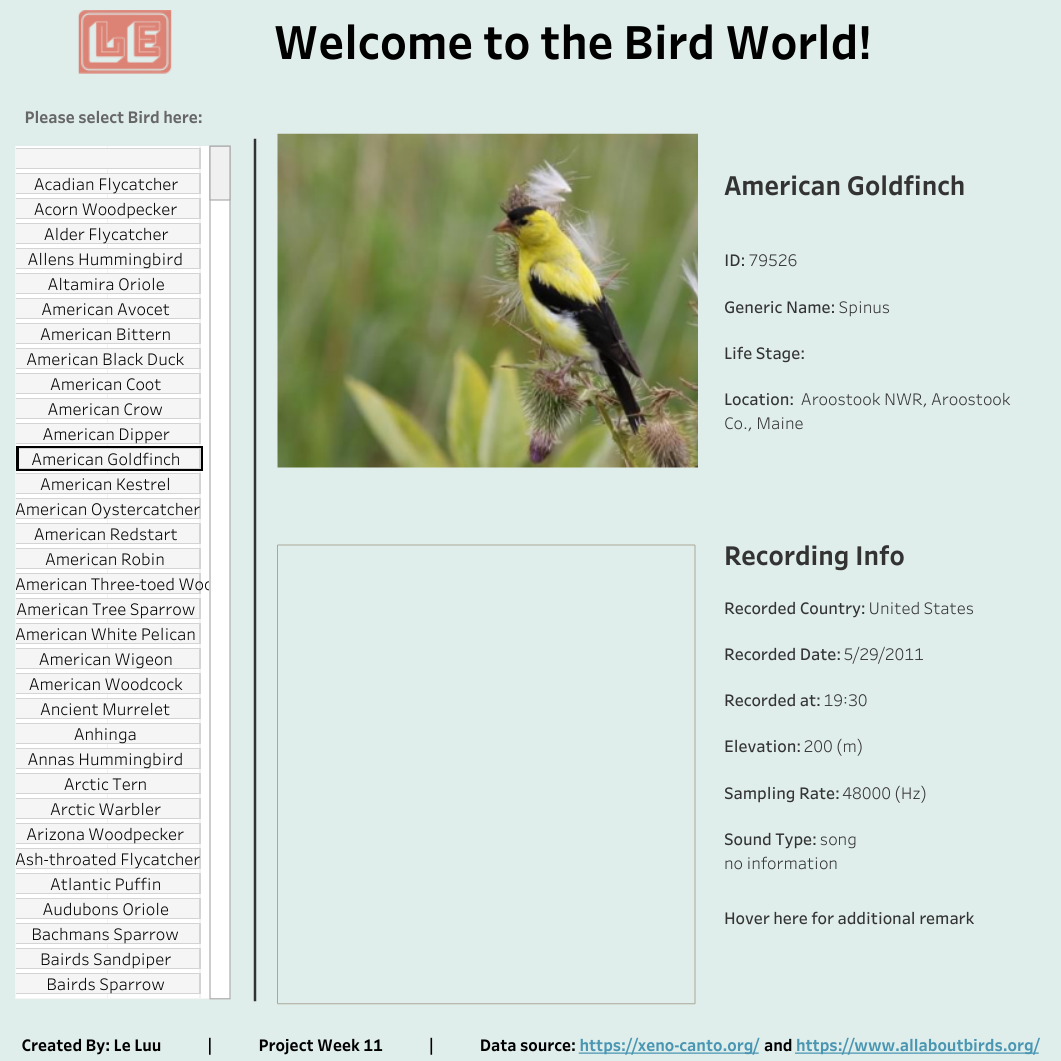 LE
Welcome to the Bird World!
Please select Bird here:
Acadian Flycatcher
Acorn Woodpecker
Alder Flycatcher
Allens Hummingbird
Altamira Oriole
American Avocet
American Bittern
American Black Duck
American Coot
American Crow
American Dipper
American Goldfinch
American Kestrel
American Oystercatcher
American Redstart
American Robin
American Three-toed Woo
American Tree Sparrow
American White Pelican
American Wigeon
American Woodcock
Ancient Murrelet
Anhinga
Annas Hummingbird
Arctic Tern
Arctic Warbler
Arizona Woodpecker
Ash-throated Flycatcher
Atlantic Puffin
Audubons Oriole
Bachmans Sparrow
Bairds Sandpiper
Bairds Sparrow
American Goldfinch
ID: 79526
Generic Name: Spinus
Life Stage:
Location: Aroostook NWR, Aroostook
Co., Maine
Recording Info
Recorded Country: United States
Recorded Date: 5/29/2011
Recorded at: 19:30
Elevation: 200 (m)
Sampling Rate: 48000 (Hz)
Sound Type: song
no information
Hover here for additional remark
Created By: Le Luu | Project Week 11 | Data source: https://xeno-canto.org/ and https://www.allaboutbirds.org/